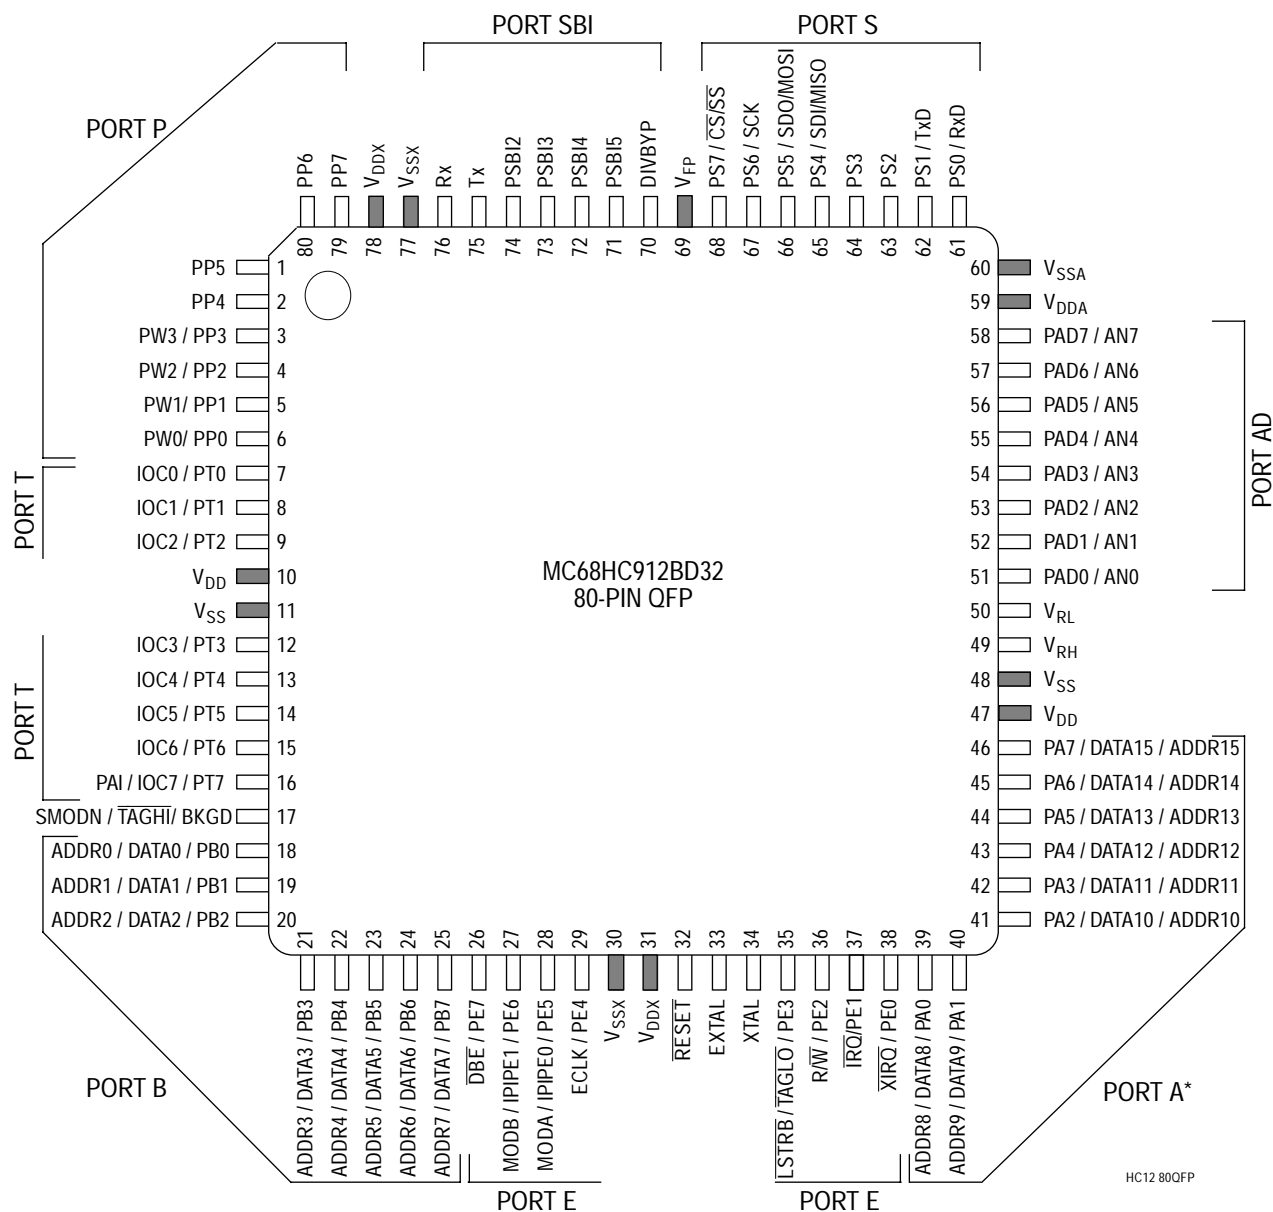 PORT SBI
PORT S
PORT P
PP6
PP7
VDDX
VSSX
Rx
Tx
PSBI2
PSBI3
PSBI4
PSBI5
DIVBYP
VFP
PS7 / CS/SS
PS6 / SCK
PS5 / SDO/MOSI
PS4 / SDI/MISO
PS3
PS2
PS1 / TxD
PS0 / RxD
80
79
78
77
76
75
74
73
72
71
70
69
68
67
66
65
64
63
62
61
PP5 1
PP4 2
PW3 / PP3 3
PW2 / PP2 4
PW1/ PP1 5
PW0/ PP0 6
IOC0 / PT0 7
IOC1 / PT1 8
IOC2 / PT2 9
VDD 10
VSS 11
IOC3 / PT3 12
IOC4 / PT4 13
IOC5 / PT5 14
IOC6 / PT6 15
PAI / IOC7 / PT7 16
SMODN / TAGHI/ BKGD 17
ADDR0 / DATA0 / PB0 18
ADDR1 / DATA1 / PB1 19
ADDR2 / DATA2 / PB2 20
PORT T
PORT T
MC68HC912BD32
80-PIN QFP
60 VSSA
59 VDDA
58 PAD7 / AN7
57 PAD6 / AN6
56 PAD5 / AN5
55 PAD4 / AN4
54 PAD3 / AN3
53 PAD2 / AN2
52 PAD1 / AN1
51 PAD0 / AN0
50 VRL
49 VRH
48 VSS
47 VDD
46 PA7 / DATA15 / ADDR15
45 PA6 / DATA14 / ADDR14
44 PA5 / DATA13 / ADDR13
43 PA4 / DATA12 / ADDR12
42 PA3 / DATA11 / ADDR11
41 PA2 / DATA10 / ADDR10
PORT AD
21
22
23
24
25
26
27
28
29
30
31
32
33
34
35
36
37
38
39
40
ADDR3 / DATA3 / PB3
ADDR4 / DATA4 / PB4
ADDR5 / DATA5 / PB5
ADDR6 / DATA6 / PB6
ADDR7 / DATA7 / PB7
DBE / PE7
MODB / IPIPE1 / PE6
MODA / IPIPE0 / PE5
ECLK / PE4
VSSX
VDDX
RESET
EXTAL
XTAL
LSTRB / TAGLO / PE3
R/W / PE2
IRQ/PE1
XIRQ / PE0
ADDR8 / DATA8 / PA0
ADDR9 / DATA9 / PA1
PORT B
PORT A*
PORT E
PORT E
HC12 80QFP